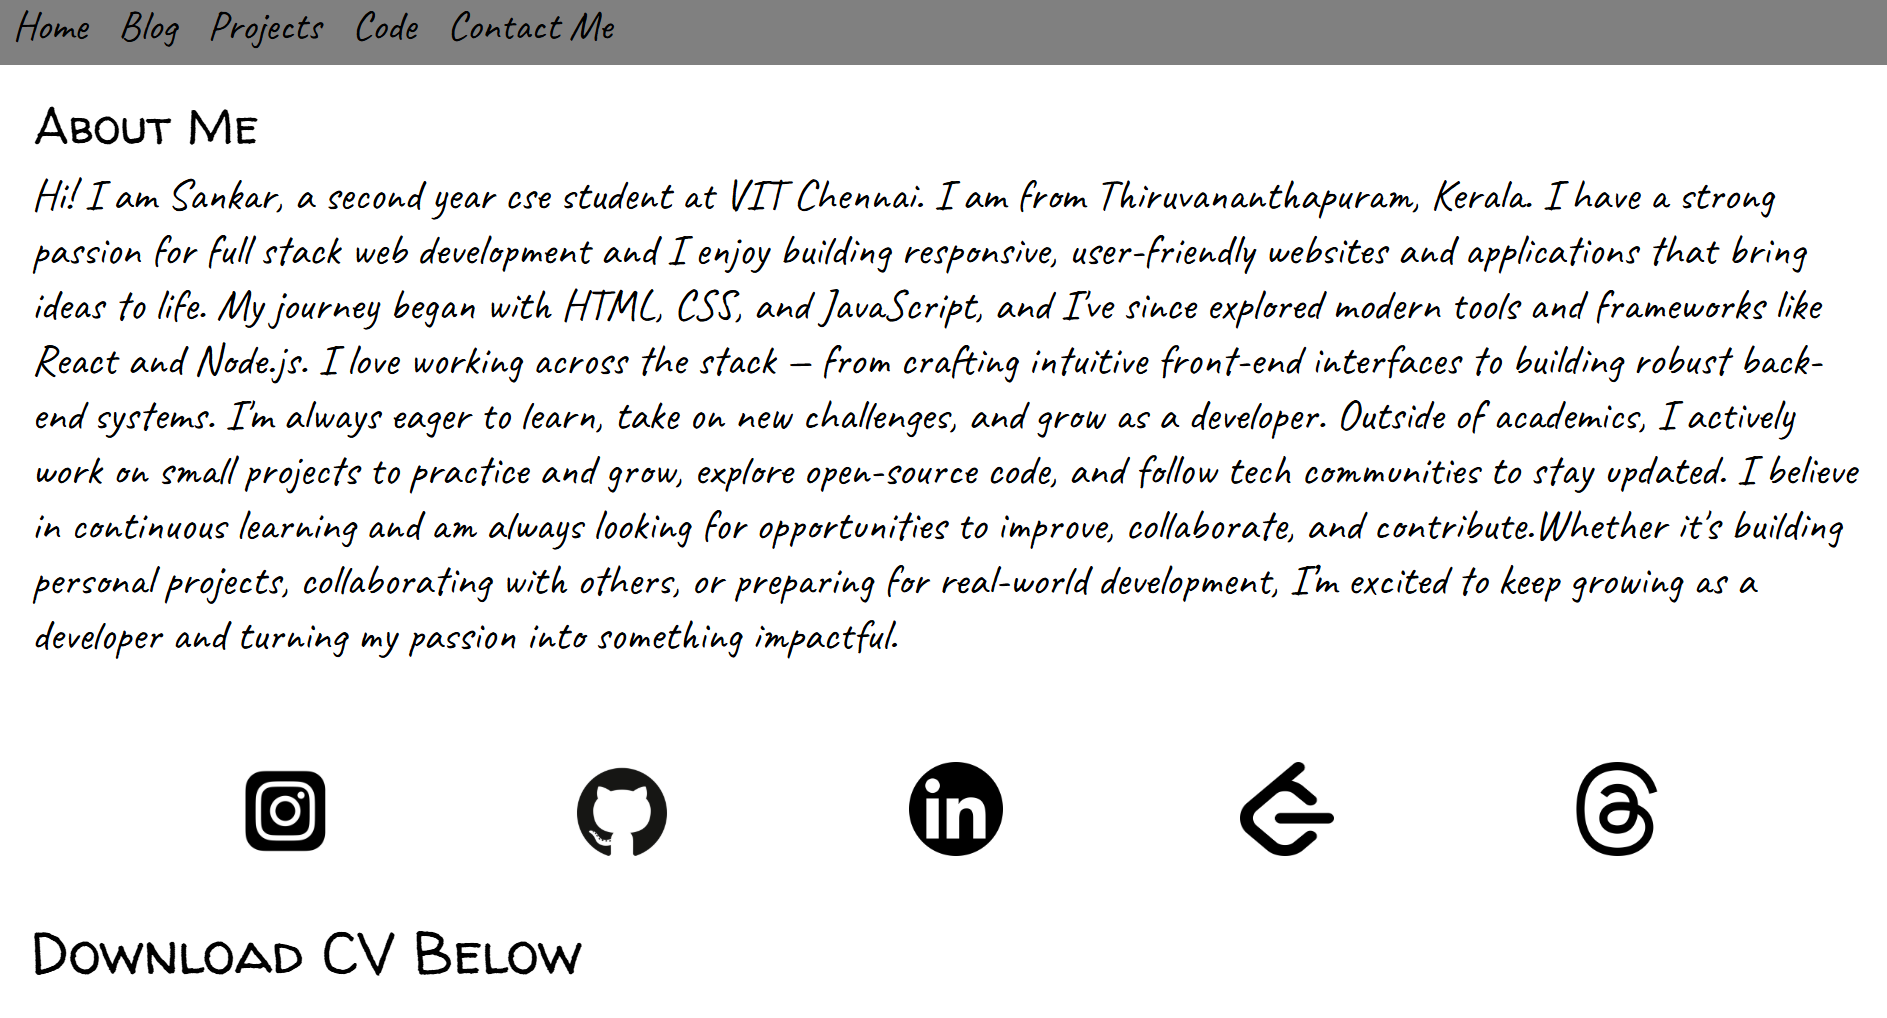 Home Blog Projects Code Contact Me
About Me
Hi! I am Sankar, a second year cse student at VIT Chennai. I am from Thiruvananthapuram, Kerala. I have a strong
passion for full stack web development and I enjoy building responsive, user-friendly websites and applications that bring
ideas to life. My journey began with HTML, CSS, and JavaScript, and I've since explored modern tools and frameworks like
React and Node.js. I love working across the stack — from crafting intuitive front-end interfaces to building robust back-
end systems. I'm always eager to learn, take on new challenges, and grow as a developer. Outside of academics, I actively
work on small projects to practice and grow, explore open-source code, and follow tech communities to stay updated. I believe
in continuous learning and am always looking for opportunities to improve, collaborate, and contribute.Whether it's building
personal projects, collaborating with others, or preparing for real-world development, I'm excited to keep growing as a
developer and turning my passion into something impactful.
in
Download CV Below